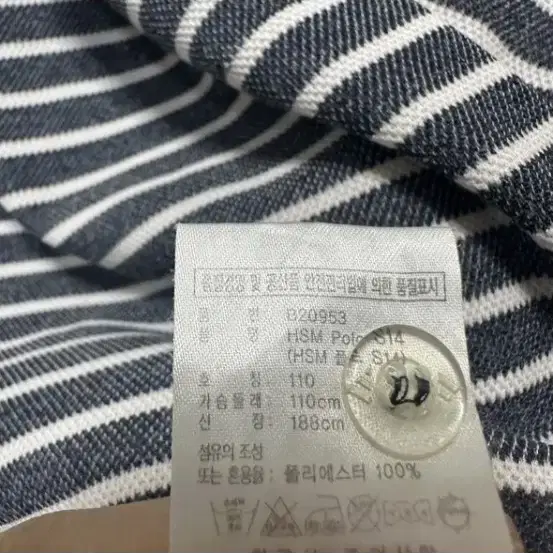 품질경영 및 공산품 안전관리법에 의한 품질표시
품 번 : B20953
품 명 : HSM Polo S14
(HSM 폴로 S14)
호 칭 : 110
가슴둘레 : 110cm
신 장 : 188cm
섬유의 조성
또는 혼용율 : 폴리에스터 100%